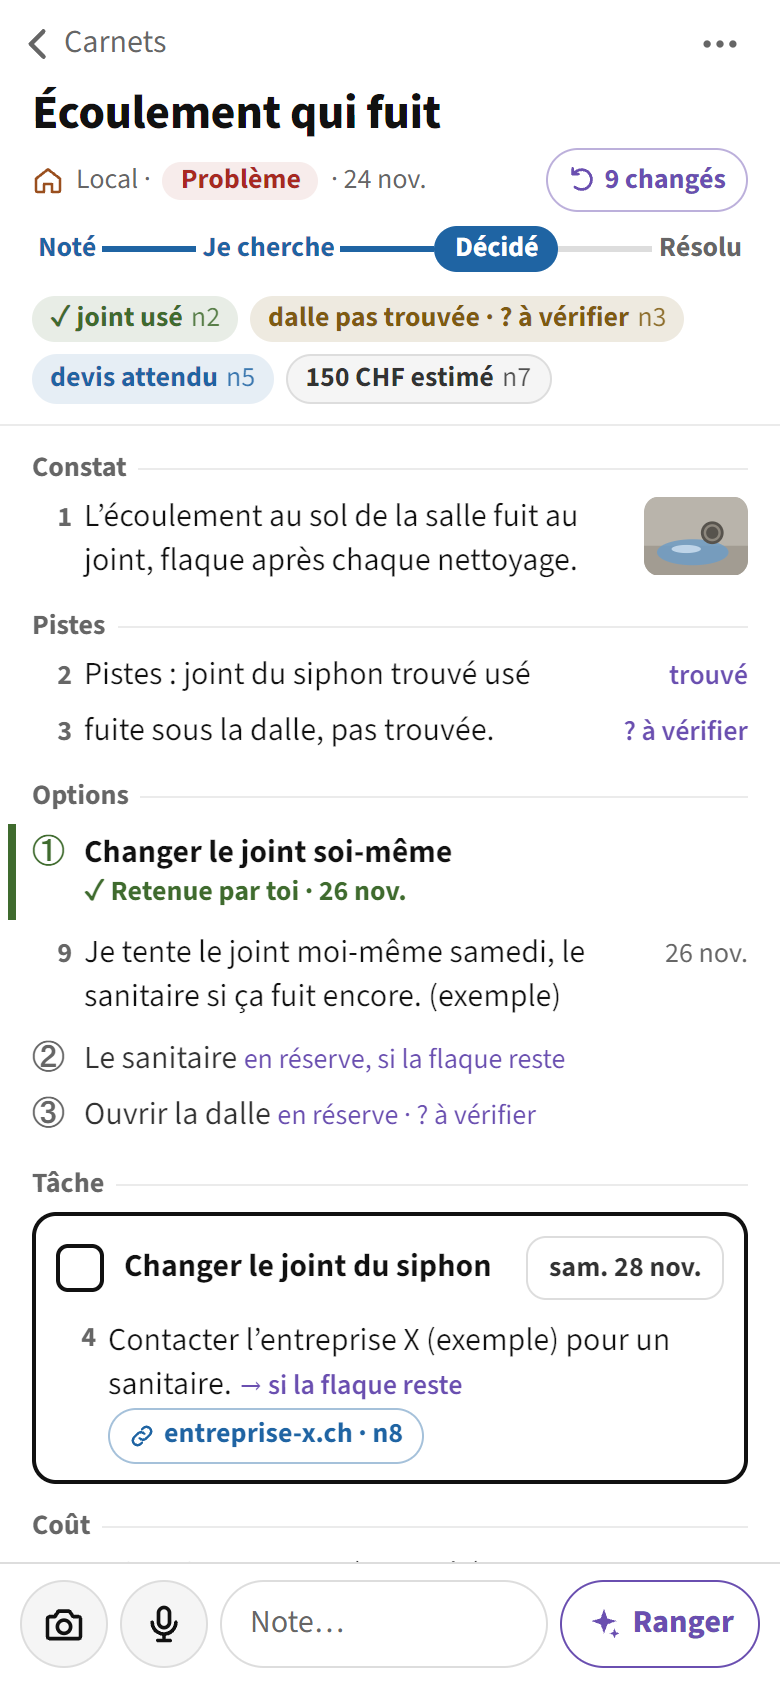 Carnets
Écoulement qui fuit
Local · Problème · 24 nov.
9 changés
Noté Je cherche Décidé Résolu
✓ joint usé n2
dalle pas trouvée · ? à vérifier n3
devis attendu n5
150 CHF estimé n7
Constat
1 L’écoulement au sol de la salle fuit au
joint, flaque après chaque nettoyage.
Pistes
2 Pistes : joint du siphon trouvé usé trouvé
3 fuite sous la dalle, pas trouvée. ? à vérifier
Options
① Changer le joint soi-même
✓ Retenue par toi · 26 nov.
9 Je tente le joint moi-même samedi, le 26 nov.
sanitaire si ça fuit encore. (exemple)
② Le sanitaire en réserve, si la flaque reste
③ Ouvrir la dalle en réserve · ? à vérifier
Tâche
Changer le joint du siphon sam. 28 nov.
4 Contacter l’entreprise X (exemple) pour un
sanitaire. → si la flaque reste
entreprise-x.ch · n8
Coût
Note…
Ranger